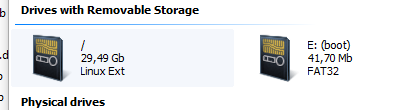 Drives with Removable Storage
/
29,49 Gb
Linux Ext
E: (boot)
41,70 Mb
FAT32
Physical drives